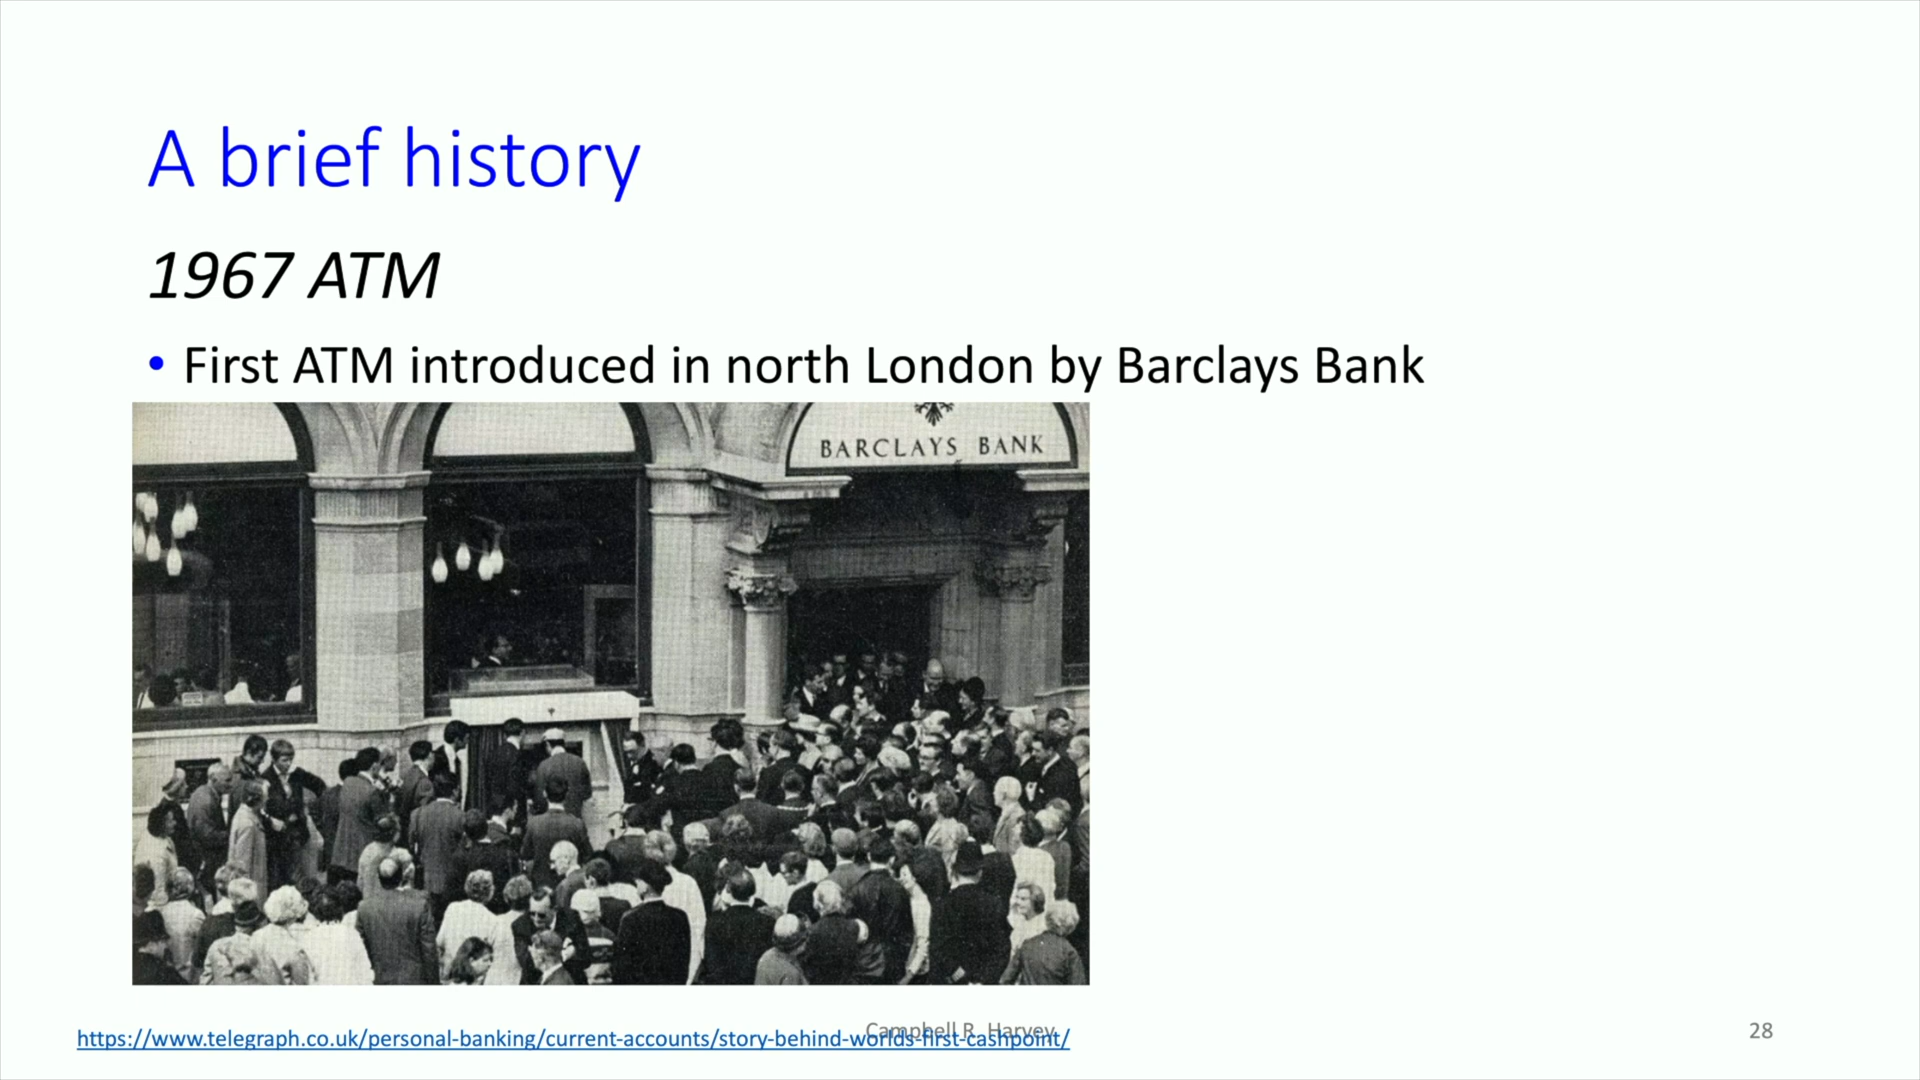 A brief history
1967 ATM
• First ATM introduced in north London by Barclays Bank
BARCLAYS BANK
https://www.telegraph.co.uk/personal-banking/current-accounts/story-behind-worlds-first-cashpoint/
Campbell R. Harvey
28